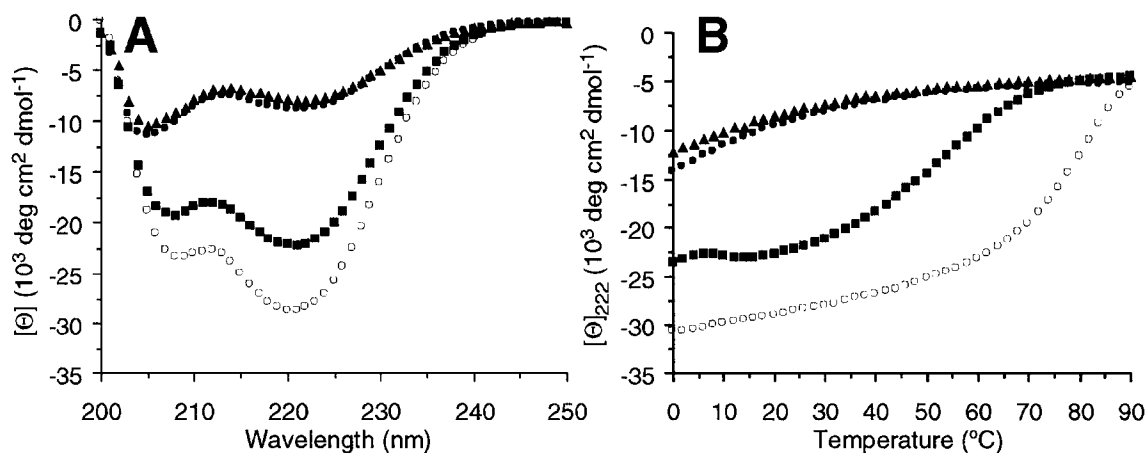 A
B
0
-5
-10
-15
-20
-25
-30
-35
[Θ] (10³ deg cm² dmol⁻¹)
200 210 220 230 240 250
Wavelength (nm)
0
-5
-10
-15
-20
-25
-30
-35
[Θ]₂₂₂ (10³ deg cm² dmol⁻¹)
0 10 20 30 40 50 60 70 80 90
Temperature (ºC)